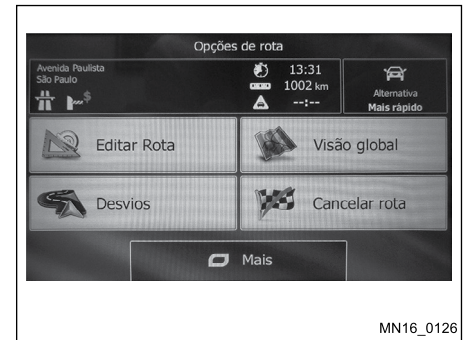 Opções de rota
Avenida Paulista
São Paulo
13:31
1002 km
--:--
Alternativa
Mais rápido
$
Editar Rota
Visão global
Desvios
Cancelar rota
Mais
MN16_0126